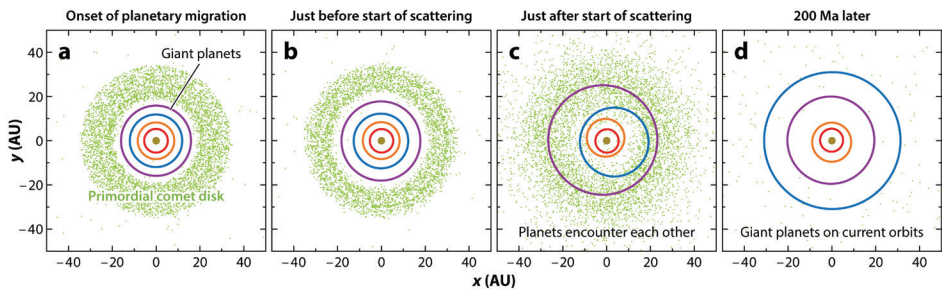 Onset of planetary migration
Just before start of scattering
Just after start of scattering
200 Ma later
a
b
c
d
Giant planets
Primordial comet disk
Planets encounter each other
Giant planets on current orbits
y (AU)
40
20
0
−20
−40
−40 −20 0 20 40
−40 −20 0 20 40
−40 −20 0 20 40
−40 −20 0 20 40
x (AU)